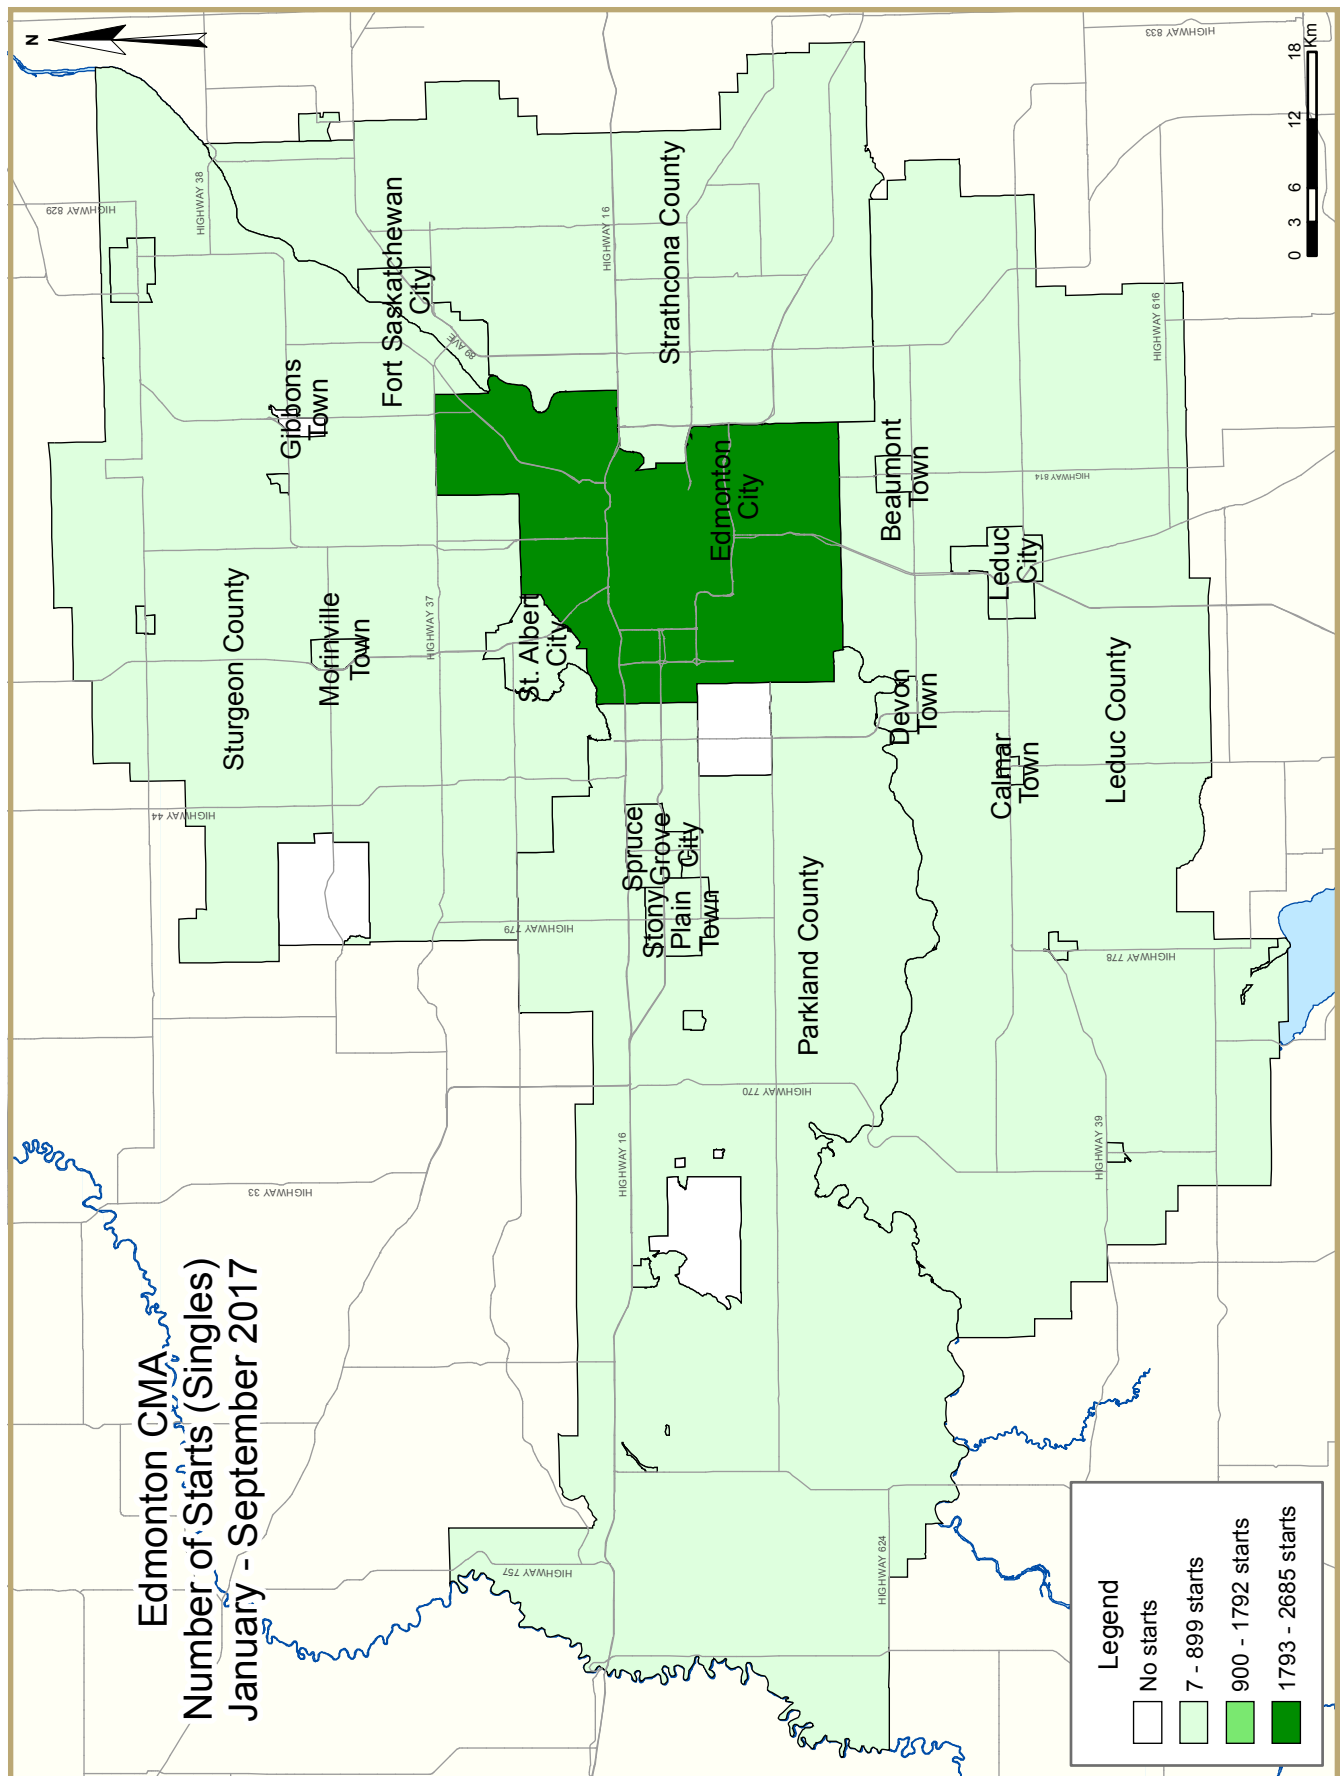 Edmonton CMA
Number of Starts (Singles)
January - September 2017
N
HIGHWAY 829
HIGHWAY 38
HIGHWAY 833
Gibbons
Town
Fort Saskatchewan
City
89 AVE
HIGHWAY 16
Strathcona County
Sturgeon County
Morinville
Town
HIGHWAY 37
HIGHWAY 44
St. Albert
City
Edmonton
City
Beaumont
Town
HIGHWAY 814
HIGHWAY 616
Leduc
City
Devon
Town
Calmar
Town
Leduc County
Spruce
Grove
City
Stony
Plain
Town
HIGHWAY 779
Parkland County
HIGHWAY 778
HIGHWAY 770
HIGHWAY 39
HIGHWAY 16
HIGHWAY 33
HIGHWAY 757
HIGHWAY 624
Legend
No starts
7 - 899 starts
900 - 1792 starts
1793 - 2685 starts
0 3 6 12 18
Km